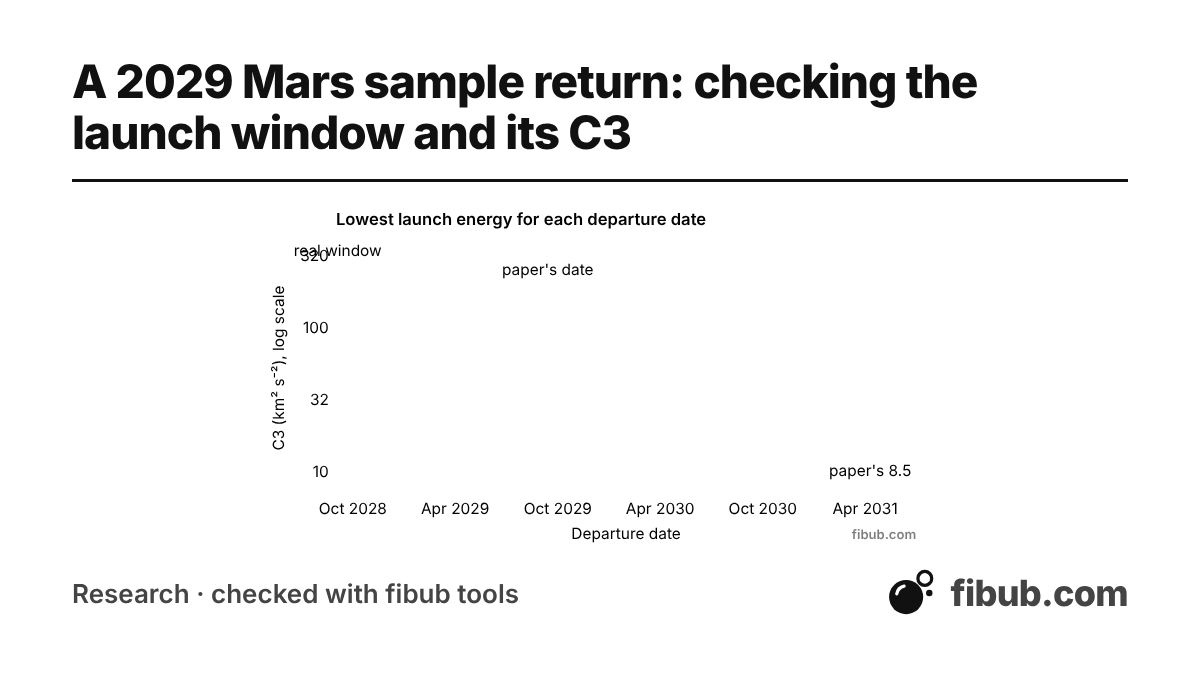 A 2029 Mars sample return: checking the
launch window and its C3
Lowest launch energy for each departure date
real window
320
paper's date
100
32
10
C3 (km² s⁻²), log scale
paper's 8.5
Oct 2028
Apr 2029
Oct 2029
Apr 2030
Oct 2030
Apr 2031
Departure date
fibub.com
Research · checked with fibub tools
fibub.com